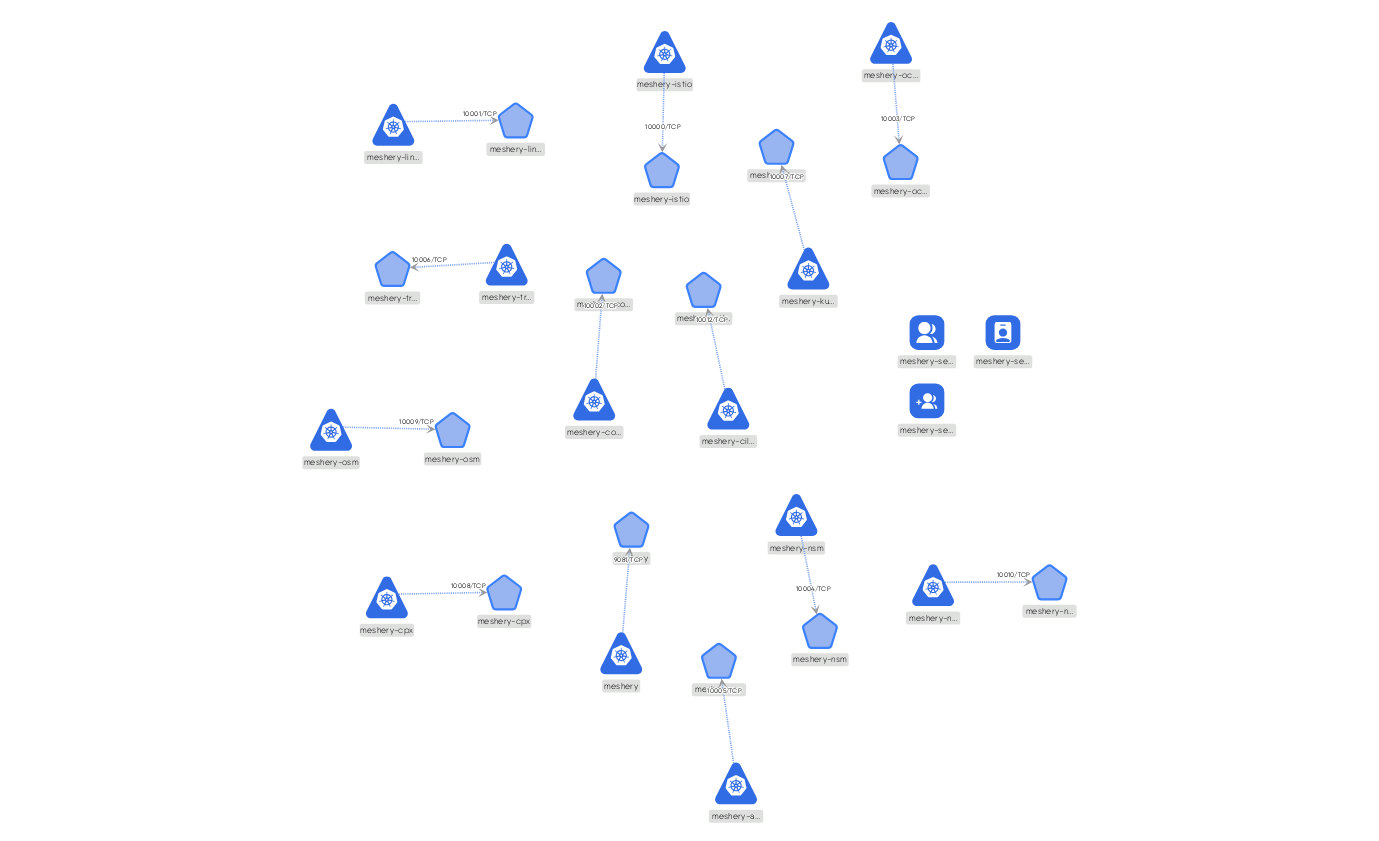 meshery-oc...
meshery-istio
10001/TCP
10003/TCP
10000/TCP
meshery-lin...
meshery-lin...
10007/TCP
meshery-oc...
meshery-istio
10006/TCP
meshery-tr...
meshery-tr...
meshery-ku...
10002/TCP
10012/TCP
meshery-se...
meshery-se...
10009/TCP
meshery-se...
meshery-co...
meshery-cil...
meshery-osm
meshery-osm
meshery-nsm
9081/TCP
10010/TCP
10008/TCP
10004/TCP
meshery-n...
meshery-n...
meshery-cpx
meshery-cpx
meshery-nsm
meshery
10005/TCP
meshery-a...